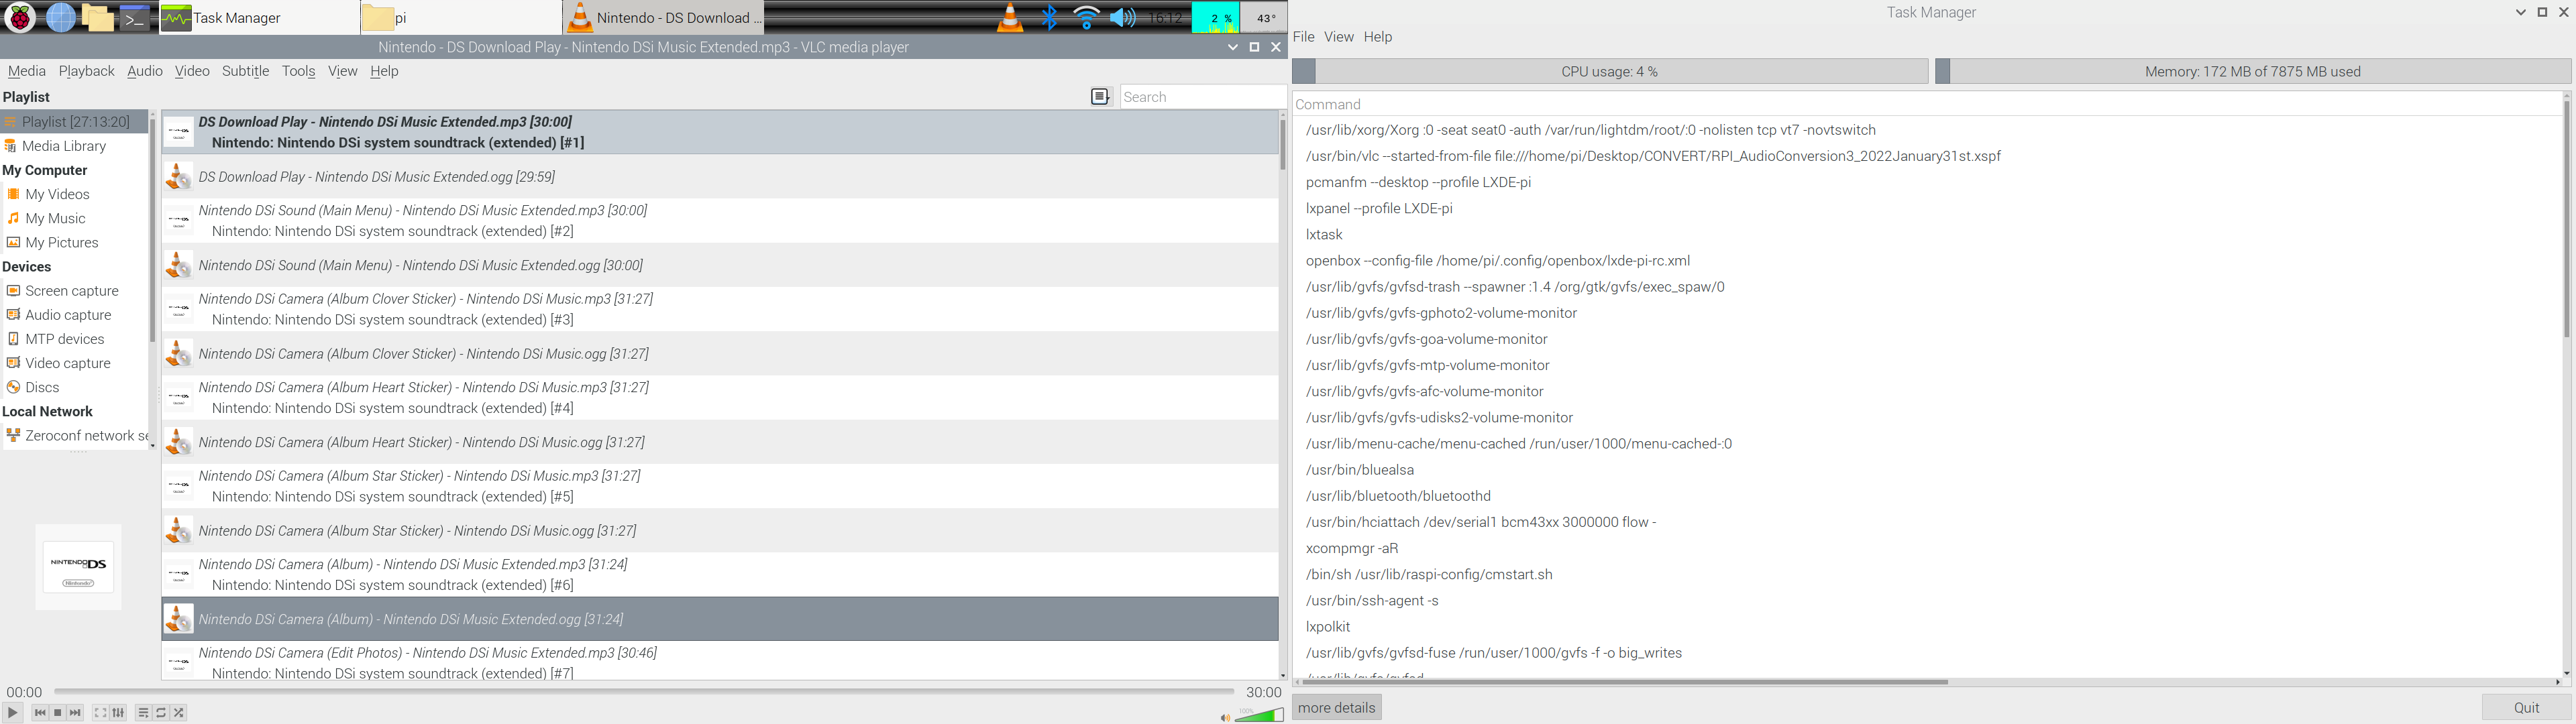 Task Manager
pi
Nintendo - DS Download ...
16:12
2 %
43°
Nintendo - DS Download Play - Nintendo DSi Music Extended.mp3 - VLC media player
Media Playback Audio Video Subtitle Tools View Help
Playlist
Search
Playlist [27:13:20]
Media Library
My Computer
My Videos
My Music
My Pictures
Devices
Screen capture
Audio capture
MTP devices
Video capture
Discs
Local Network
Zeroconf network se
NINTENDO DS
Nintendo
DS Download Play - Nintendo DSi Music Extended.mp3 [30:00]
Nintendo: Nintendo DSi system soundtrack (extended) [#1]
DS Download Play - Nintendo DSi Music Extended.ogg [29:59]
Nintendo DSi Sound (Main Menu) - Nintendo DSi Music Extended.mp3 [30:00]
Nintendo: Nintendo DSi system soundtrack (extended) [#2]
Nintendo DSi Sound (Main Menu) - Nintendo DSi Music Extended.ogg [30:00]
Nintendo DSi Camera (Album Clover Sticker) - Nintendo DSi Music.mp3 [31:27]
Nintendo: Nintendo DSi system soundtrack (extended) [#3]
Nintendo DSi Camera (Album Clover Sticker) - Nintendo DSi Music.ogg [31:27]
Nintendo DSi Camera (Album Heart Sticker) - Nintendo DSi Music.mp3 [31:27]
Nintendo: Nintendo DSi system soundtrack (extended) [#4]
Nintendo DSi Camera (Album Heart Sticker) - Nintendo DSi Music.ogg [31:27]
Nintendo DSi Camera (Album Star Sticker) - Nintendo DSi Music.mp3 [31:27]
Nintendo: Nintendo DSi system soundtrack (extended) [#5]
Nintendo DSi Camera (Album Star Sticker) - Nintendo DSi Music.ogg [31:27]
Nintendo DSi Camera (Album) - Nintendo DSi Music Extended.mp3 [31:24]
Nintendo: Nintendo DSi system soundtrack (extended) [#6]
Nintendo DSi Camera (Album) - Nintendo DSi Music Extended.ogg [31:24]
Nintendo DSi Camera (Edit Photos) - Nintendo DSi Music Extended.mp3 [30:46]
Nintendo: Nintendo DSi system soundtrack (extended) [#7]
00:00
30:00
100%
Task Manager
File View Help
CPU usage: 4 %
Memory: 172 MB of 7875 MB used
Command
/usr/lib/xorg/Xorg :0 -seat seat0 -auth /var/run/lightdm/root/:0 -nolisten tcp vt7 -novtswitch
/usr/bin/vlc --started-from-file file:///home/pi/Desktop/CONVERT/RPI_AudioConversion3_2022January31st.xspf
pcmanfm --desktop --profile LXDE-pi
lxpanel --profile LXDE-pi
lxtask
openbox --config-file /home/pi/.config/openbox/lxde-pi-rc.xml
/usr/lib/gvfs/gvfsd-trash --spawner :1.4 /org/gtk/gvfs/exec_spaw/0
/usr/lib/gvfs/gvfs-gphoto2-volume-monitor
/usr/lib/gvfs/gvfs-goa-volume-monitor
/usr/lib/gvfs/gvfs-mtp-volume-monitor
/usr/lib/gvfs/gvfs-afc-volume-monitor
/usr/lib/gvfs/gvfs-udisks2-volume-monitor
/usr/lib/menu-cache/menu-cached /run/user/1000/menu-cached-:0
/usr/bin/bluealsa
/usr/lib/bluetooth/bluetoothd
/usr/bin/hciattach /dev/serial1 bcm43xx 3000000 flow -
xcompmgr -aR
/bin/sh /usr/lib/raspi-config/cmstart.sh
/usr/bin/ssh-agent -s
lxpolkit
/usr/lib/gvfs/gvfsd-fuse /run/user/1000/gvfs -f -o big_writes
/usr/lib/gvfs/gvfsd
more details
Quit